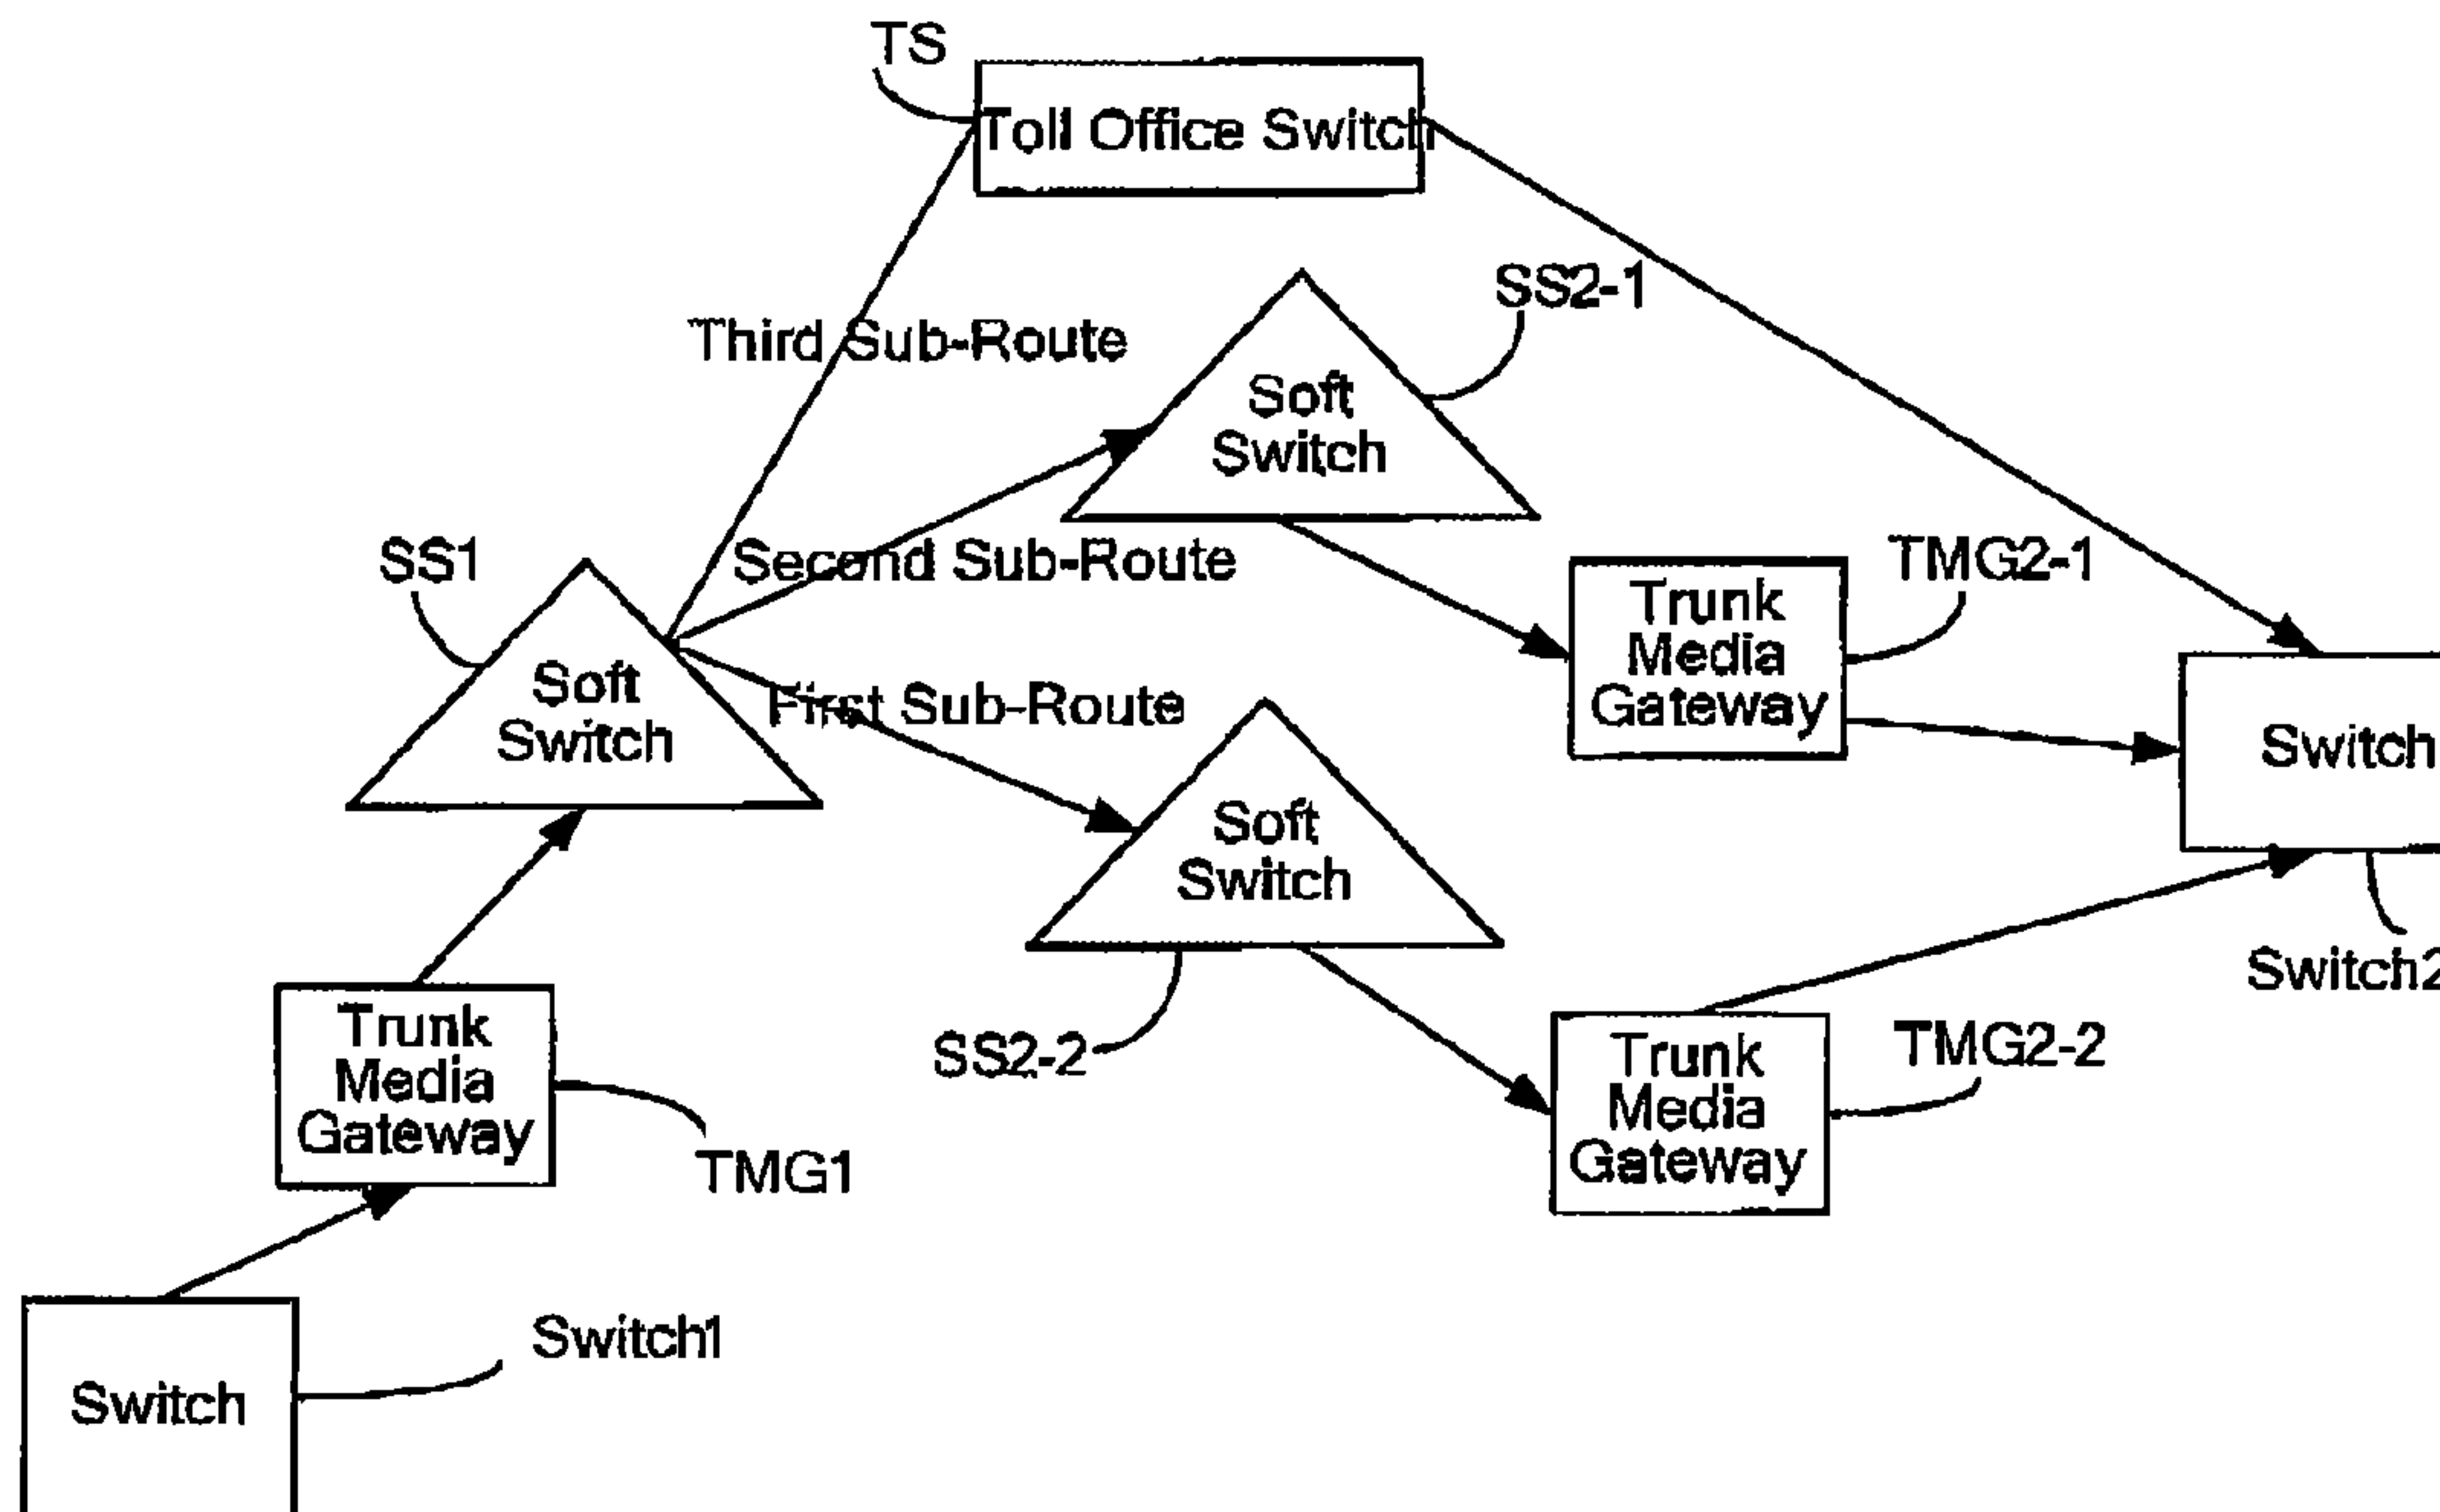 TS
Toll Office Switch
SS2-1
Third Sub-Route
Soft
Switch
SS1
Second Sub-Route
TMG2-1
Trunk
Media
Gateway
Soft
Switch
First Sub-Route
Switch
Soft
Switch
Switch2
SS2-2
Trunk
Media
Gateway
TMG1
Trunk
Media
Gateway
TMG2-2
Switch1
Switch